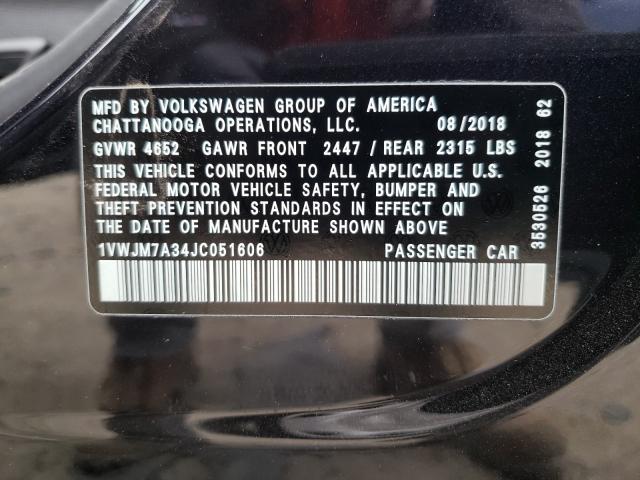 MFD BY VOLKSWAGEN GROUP OF AMERICA
CHATTANOOGA OPERATIONS, LLC. 08/2018
GVWR 4652 GAWR FRONT 2447 / REAR 2315 LBS
THIS VEHICLE CONFORMS TO ALL APPLICABLE U.S.
FEDERAL MOTOR VEHICLE SAFETY, BUMPER AND
THEFT PREVENTION STANDARDS IN EFFECT ON
THE DATE OF MANUFACTURE SHOWN ABOVE
1VWJM7A34JC051606 PASSENGER CAR
3530526 2018 62